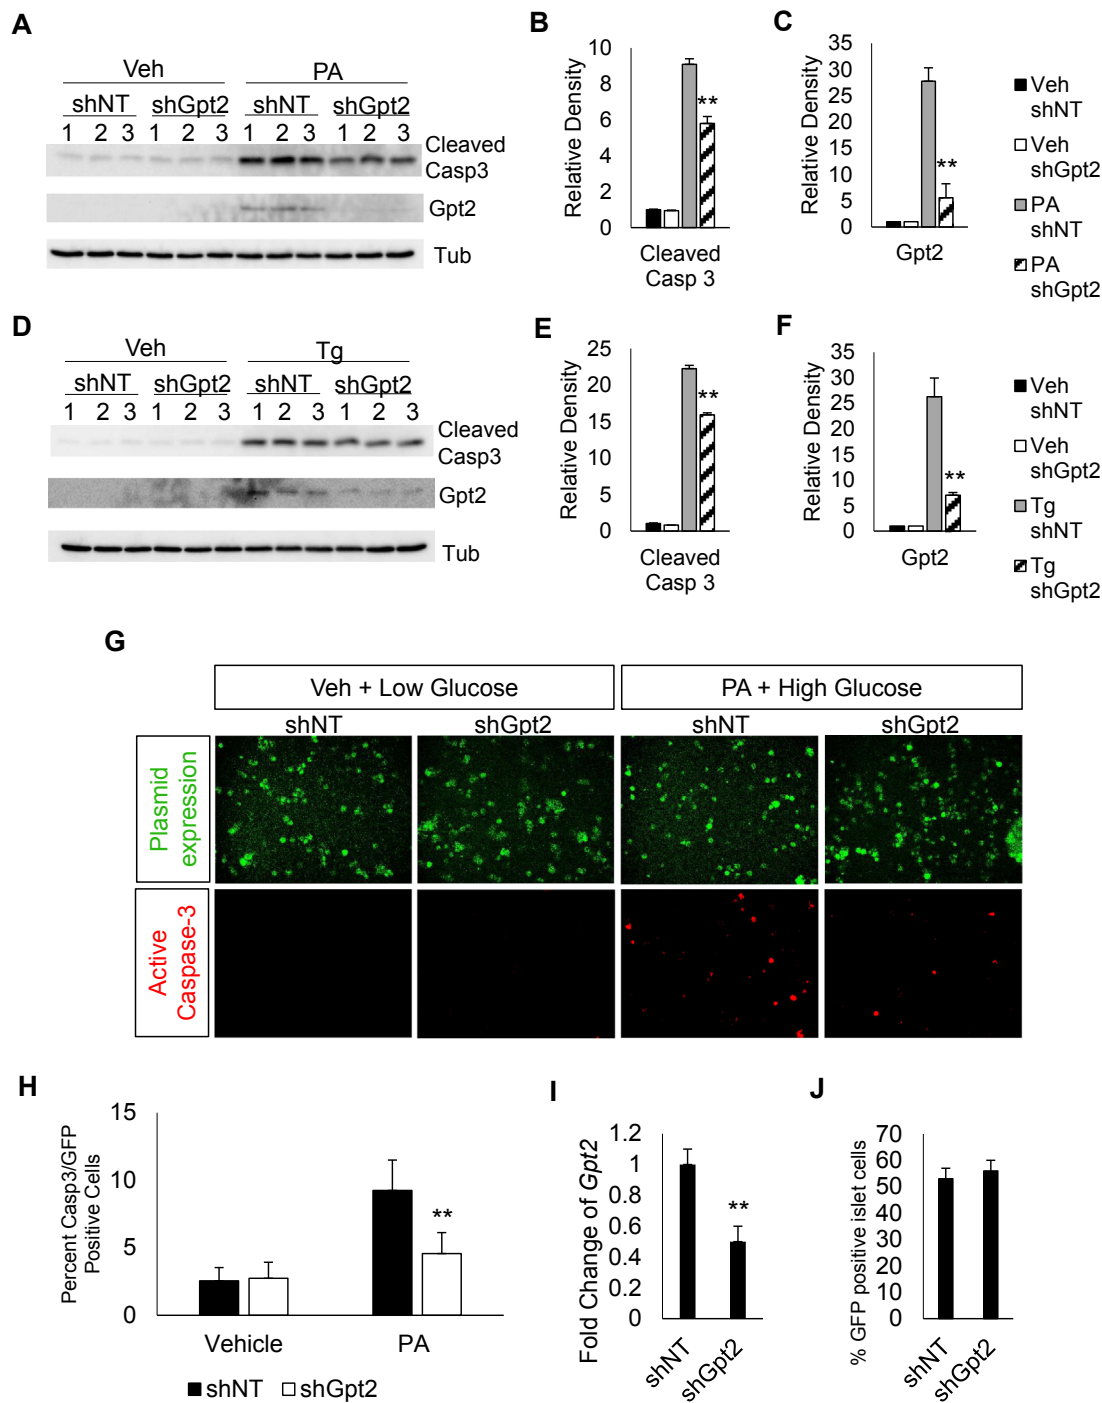 A
Veh
PA
shNT
shGpt2
shNT
shGpt2
1 2 3 1 2 3 1 2 3 1 2 3
Cleaved
Casp3
Gpt2
Tub
B
Relative Density
10
8
6
4
2
0
**
Cleaved
Casp 3
C
Relative Density
35
30
25
20
15
10
5
0
**
Gpt2
Veh
shNT
Veh
shGpt2
PA
shNT
PA
shGpt2
D
Veh
Tg
shNT
shGpt2
shNT
shGpt2
1 2 3 1 2 3 1 2 3 1 2 3
Cleaved
Casp3
Gpt2
Tub
E
Relative Density
25
20
15
10
5
0
**
Cleaved
Casp 3
F
Relative Density
35
30
25
20
15
10
5
0
**
Gpt2
Veh
shNT
Veh
shGpt2
Tg
shNT
Tg
shGpt2
G
Veh + Low Glucose
PA + High Glucose
shNT
shGpt2
shNT
shGpt2
Plasmid
expression
Active
Caspase-3
H
Percent Casp3/GFP
Positive Cells
15
10
5
0
**
Vehicle
PA
shNT
shGpt2
I
Fold Change of Gpt2
1.2
1
0.8
0.6
0.4
0.2
0
**
shNT
shGpt2
J
% GFP positive islet cells
70
60
50
40
30
20
10
0
shNT
shGpt2